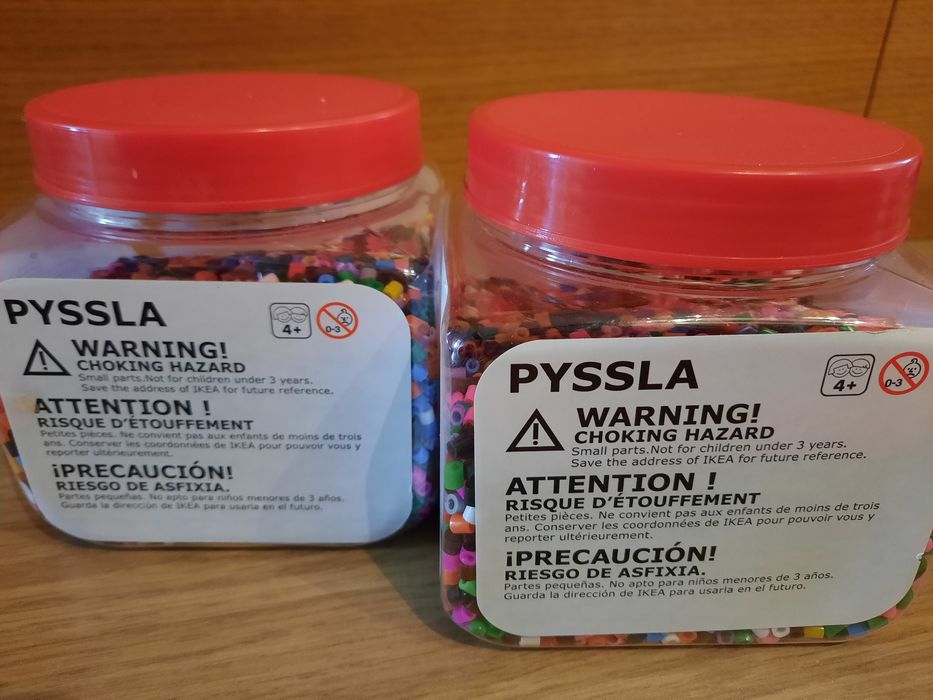 PYSSLA
4+
0-3
WARNING!
CHOKING HAZARD
Small parts.Not for children under 3 years.
Save the address of IKEA for future reference.
ATTENTION !
RISQUE D'ÉTOUFFEMENT
Petites pièces. Ne convient pas aux enfants de moins de trois
ans. Conserver les coordonnées de IKEA pour pouvoir vous y
reporter ultérieurement.
¡PRECAUCIÓN!
RIESGO DE ASFIXIA.
Partes pequeñas. No apto para niños menores de 3 años.
Guarda la dirección de IKEA para usarla en el futuro.
PYSSLA
4+
0-3
WARNING!
CHOKING HAZARD
Small parts.Not for children under 3 years.
Save the address of IKEA for future reference.
ATTENTION !
RISQUE D'ÉTOUFFEMENT
Petites pièces. Ne convient pas aux enfants de moins de trois
ans. Conserver les coordonnées de IKEA pour pouvoir vous y
reporter ultérieurement.
¡PRECAUCIÓN!
RIESGO DE ASFIXIA.
Partes pequeñas. No apto para niños menores de 3 años.
Guarda la dirección de IKEA para usarla en el futuro.